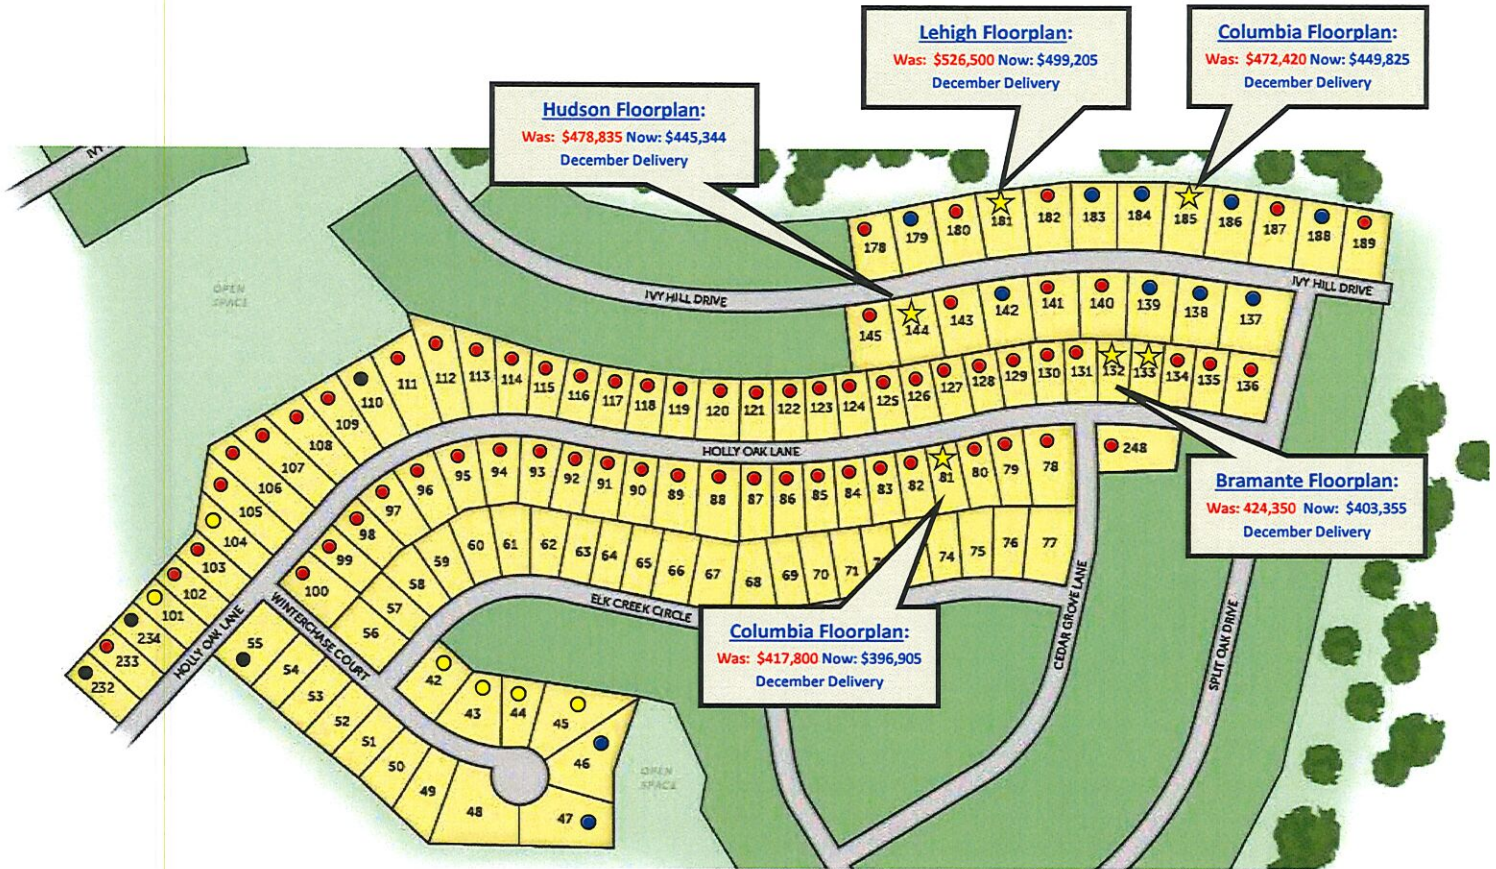 Lehigh Floorplan:
Was: $526,500 Now: $499,205
December Delivery
Columbia Floorplan:
Was: $472,420 Now: $449,825
December Delivery
Hudson Floorplan:
Was: $478,835 Now: $445,344
December Delivery
178 179 180 181 182 183 184 185 186 187 188 189
IVY HILL DRIVE
IVY HILL DRIVE
OPEN
SPACE
145 144 143 142 141 140 139 138 137
111 112 113 114 115 116 117 118 119 120 121 122 123 124 125 126 127 128 129 130 131 132 133 134 135 136
110
109
108
107
106
105
104
103
102
101
234
233
232
HOLLY OAK LANE
HOLLY OAK LANE
100 99 98 97 96 95 94 93 92 91 90 89 88 87 86 85 84 83 82 81 80 79 78
248
Bramante Floorplan:
Was: 424,350 Now: $403,355
December Delivery
56 57 58 59 60 61 62 63 64 65 66 67 68 69 70 71 74 75 76 77
ELK CREEK CIRCLE
WINTERCHASE COURT
CEDAR GROVE LANE
SPLIT OAK DRIVE
Columbia Floorplan:
Was: $417,800 Now: $396,905
December Delivery
55 54 53 52 51 50 49 48 47 46 45 44 43 42
OPEN
SPACE